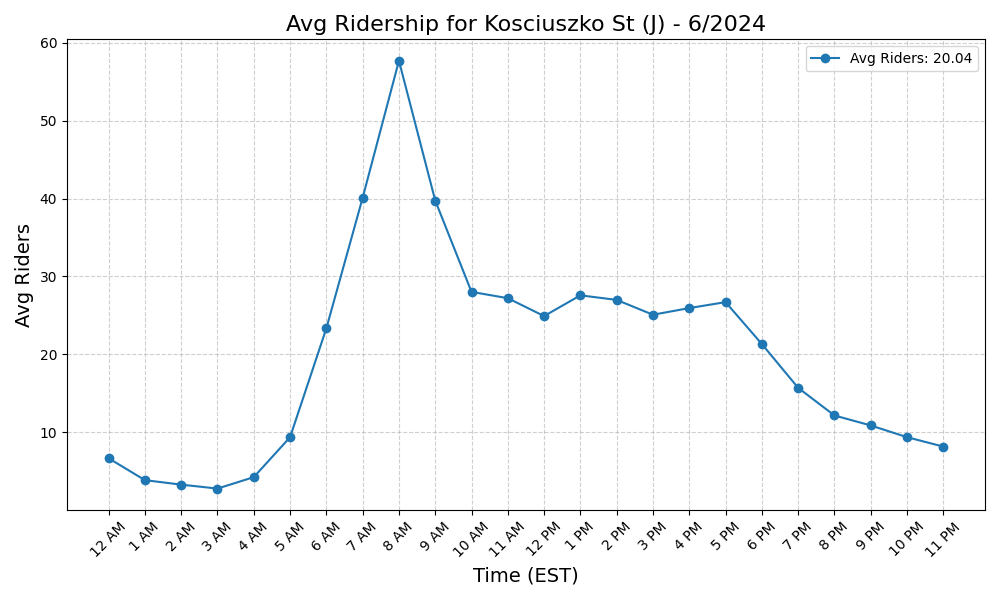 Avg Ridership for Kosciuszko St (J) - 6/2024
Avg Riders: 20.04
Avg Riders
60
50
40
30
20
10
12 AM
1 AM
2 AM
3 AM
4 AM
5 AM
6 AM
7 AM
8 AM
9 AM
10 AM
11 AM
12 PM
1 PM
2 PM
3 PM
4 PM
5 PM
6 PM
7 PM
8 PM
9 PM
10 PM
11 PM
Time (EST)